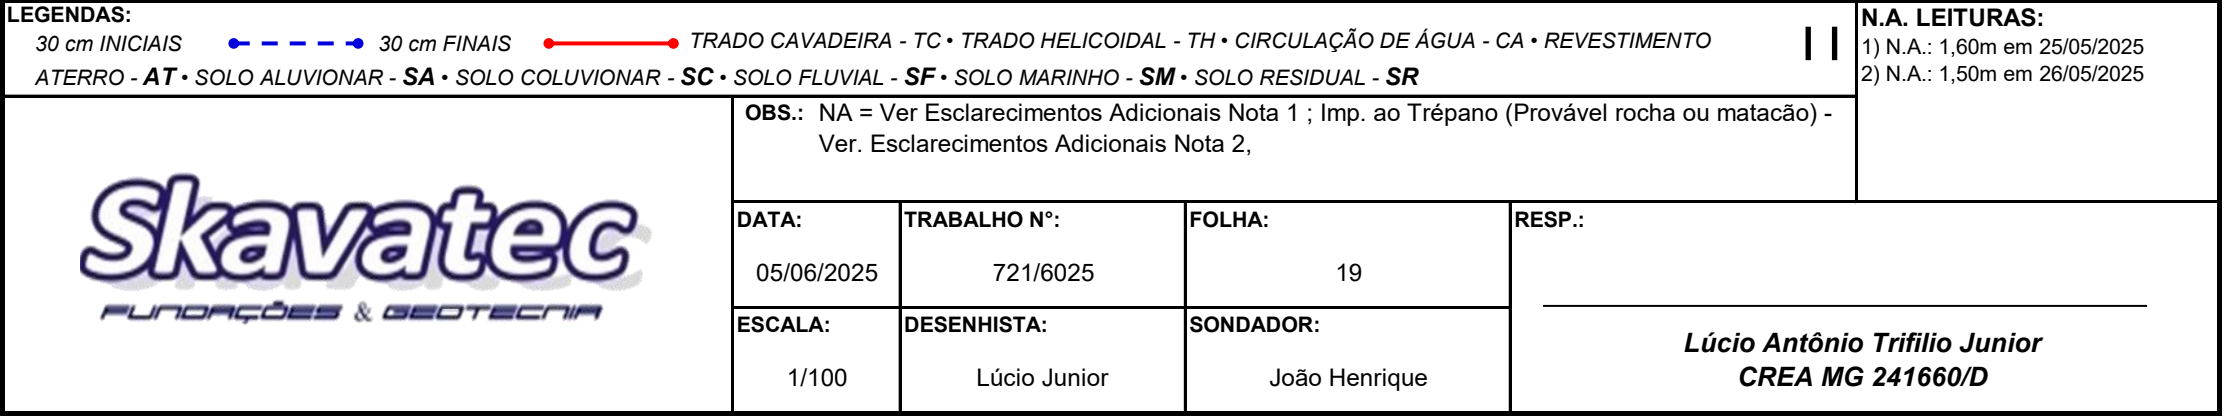 LEGENDAS:
30 cm INICIAIS 30 cm FINAIS TRADO CAVADEIRA - TC • TRADO HELICOIDAL - TH • CIRCULAÇÃO DE ÁGUA - CA • REVESTIMENTO
ATERRO - AT • SOLO ALUVIONAR - SA • SOLO COLUVIONAR - SC • SOLO FLUVIAL - SF • SOLO MARINHO - SM • SOLO RESIDUAL - SR
N.A. LEITURAS:
1) N.A.: 1,60m em 25/05/2025
2) N.A.: 1,50m em 26/05/2025
Skavatec
FUNDAÇÕES & GEOTECNIA
OBS.: NA = Ver Esclarecimentos Adicionais Nota 1 ; Imp. ao Trépano (Provável rocha ou matacão) -
Ver. Esclarecimentos Adicionais Nota 2,
DATA:
05/06/2025
TRABALHO N°:
721/6025
FOLHA:
19
RESP.:
Lúcio Antônio Trifilio Junior
CREA MG 241660/D
ESCALA:
1/100
DESENHISTA:
Lúcio Junior
SONDADOR:
João Henrique